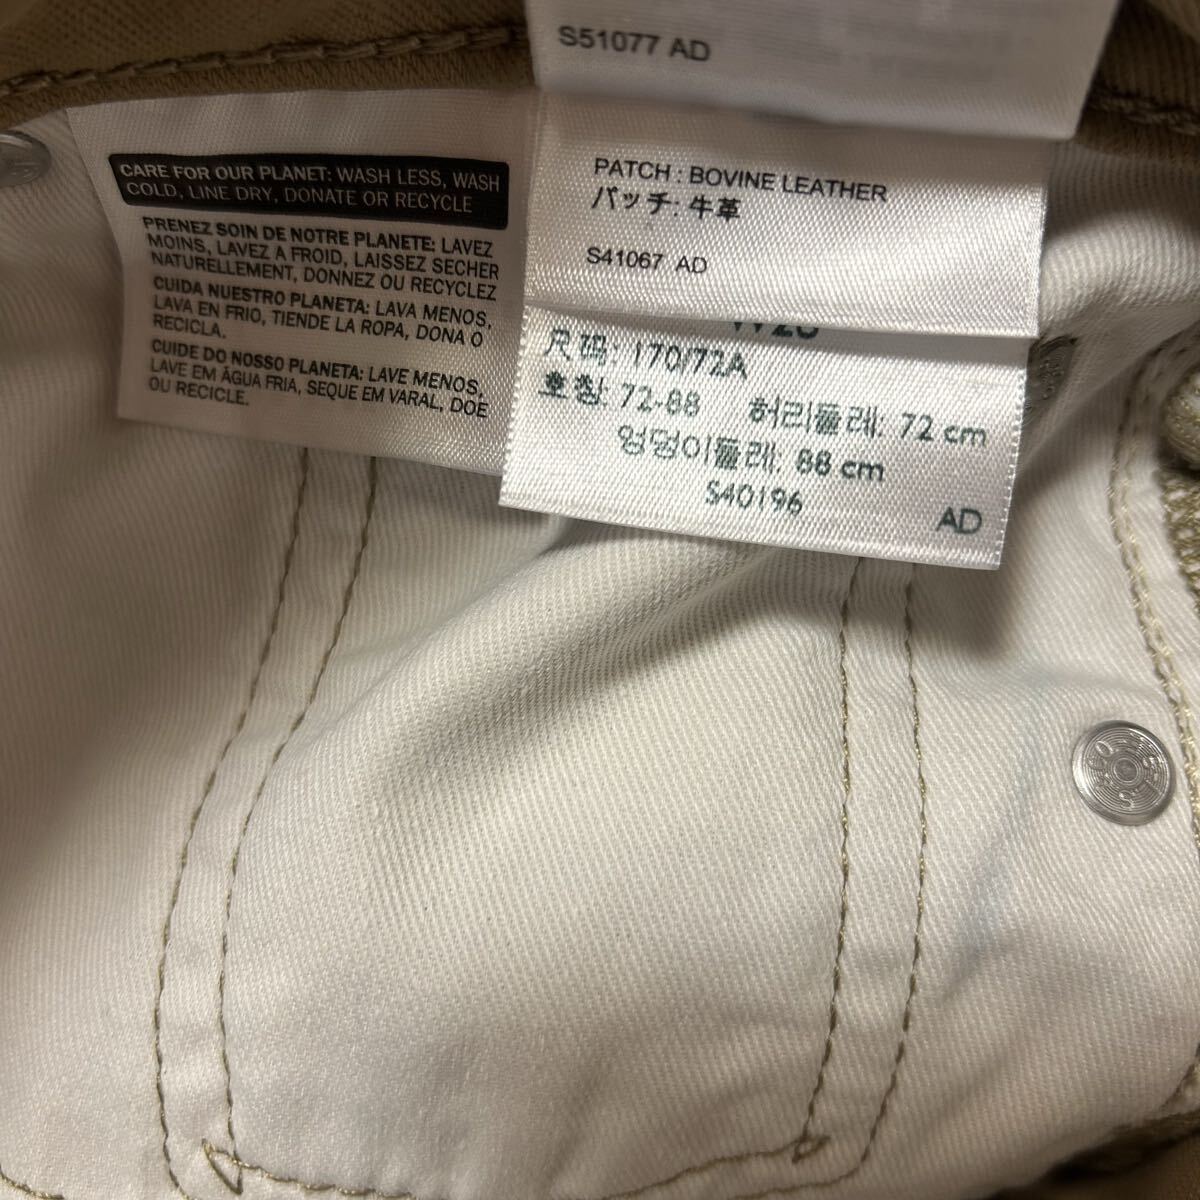 S51077 AD
PATCH : BOVINE LEATHER
パッチ: 牛革
S41067 AD
尺码: 170/72A
호칭: 72-88 허리둘레: 72 cm
엉덩이둘레: 88 cm
S40196 AD
CARE FOR OUR PLANET: WASH LESS, WASH
COLD, LINE DRY, DONATE OR RECYCLE
PRENEZ SOIN DE NOTRE PLANETE: LAVEZ
MOINS, LAVEZ A FROID, LAISSEZ SECHER
NATURELLEMENT, DONNEZ OU RECYCLEZ
CUIDA NUESTRO PLANETA: LAVA MENOS,
LAVA EN FRIO, TIENDE LA ROPA, DONA O
RECICLA.
CUIDE DO NOSSO PLANETA: LAVE MENOS,
LAVE EM ÁGUA FRIA, SEQUE EM VARAL, DOE
OU RECICLE.